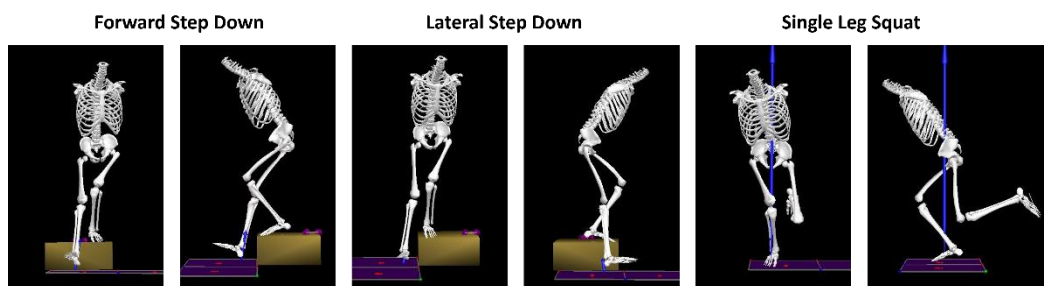 Forward Step Down
Lateral Step Down
Single Leg Squat